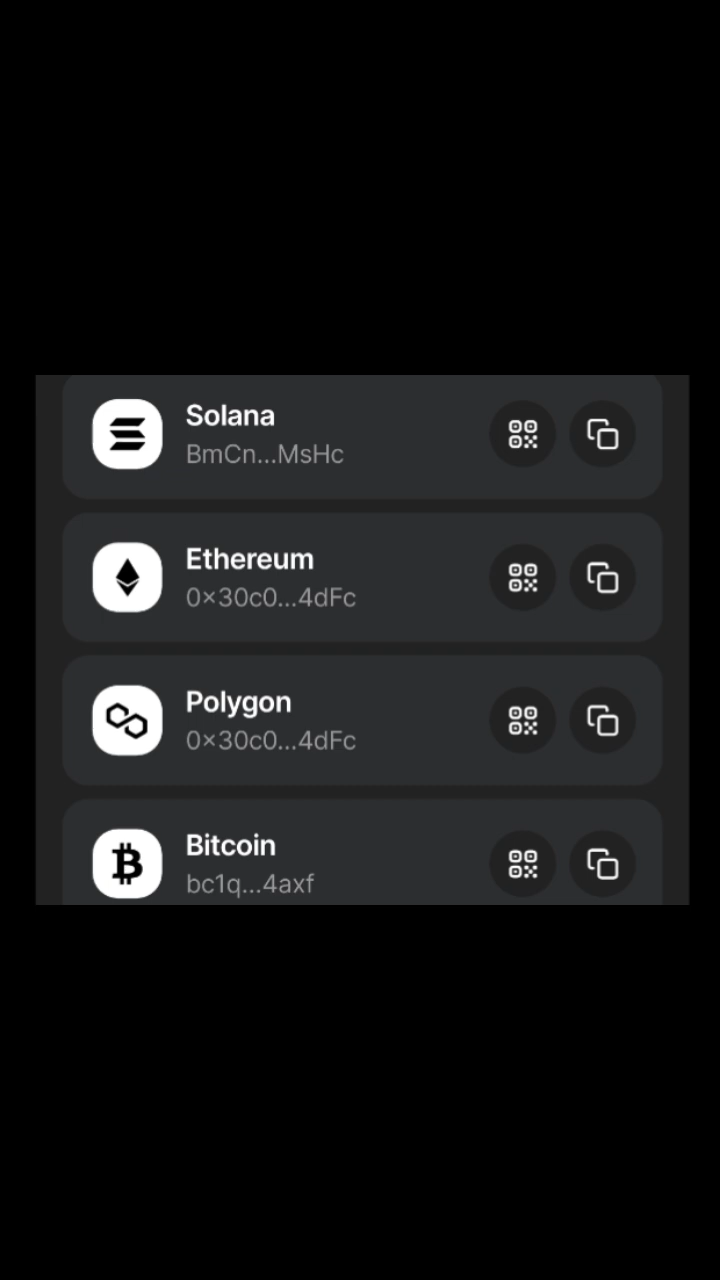 Solana
BmCn...MsHc
Ethereum
0×30c0...4dFc
Polygon
0×30c0...4dFc
Bitcoin
bc1q...4axf